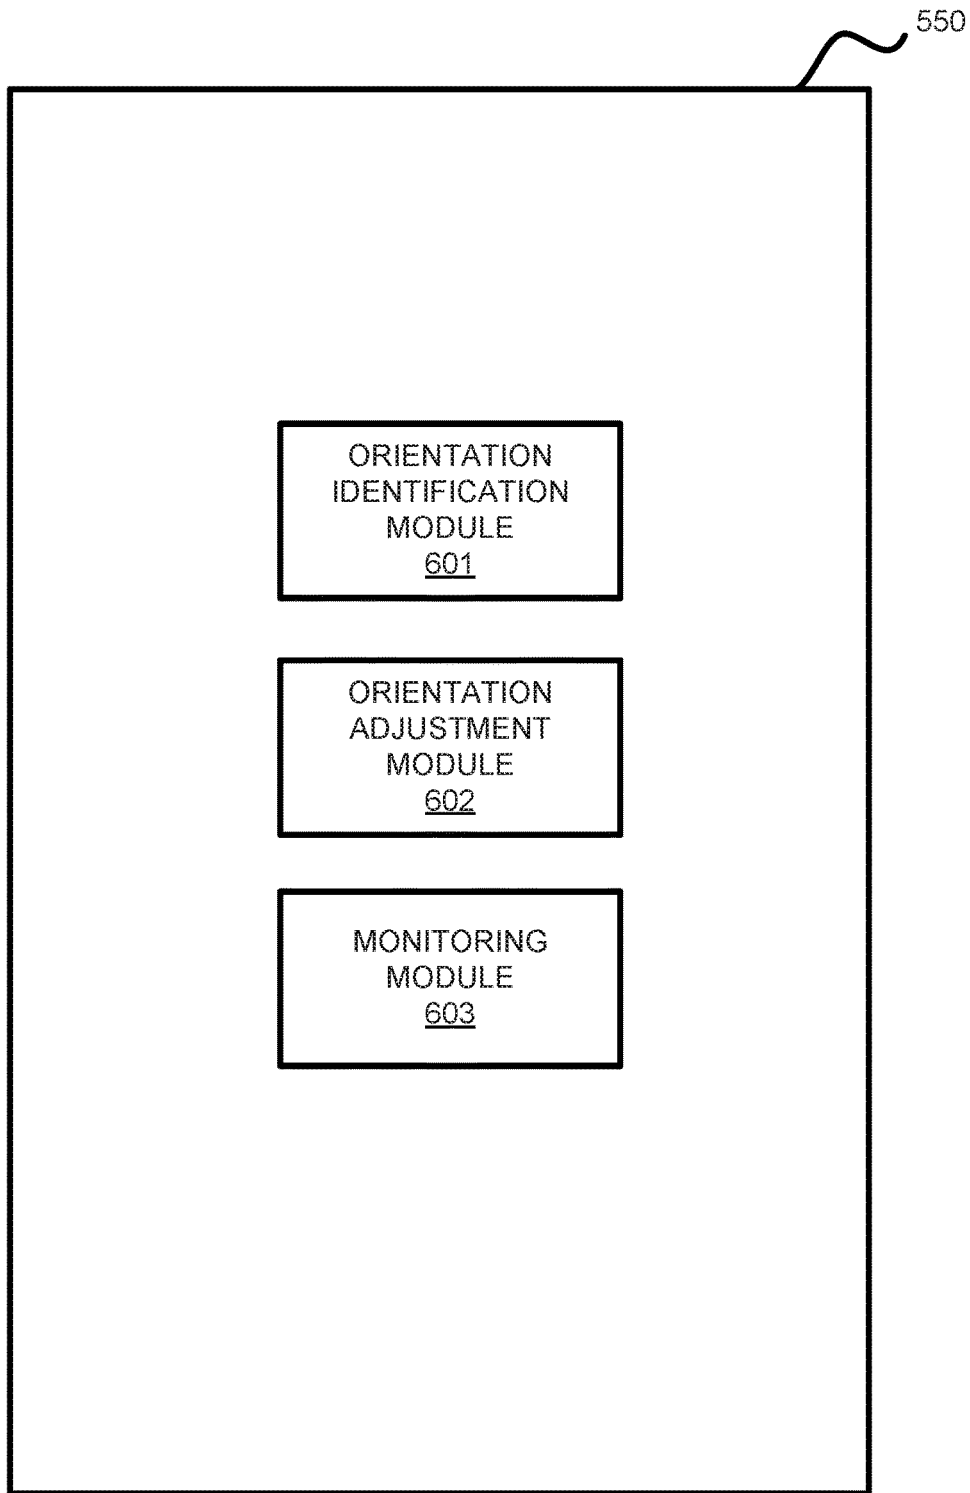 550
ORIENTATION
IDENTIFICATION
MODULE
601
ORIENTATION
ADJUSTMENT
MODULE
602
MONITORING
MODULE
603